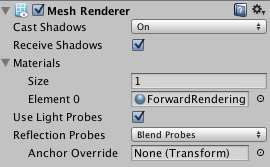 Mesh Renderer
Cast Shadows On
Receive Shadows
Materials
Size 1
Element 0 ForwardRendering
Use Light Probes
Reflection Probes Blend Probes
Anchor Override None (Transform)